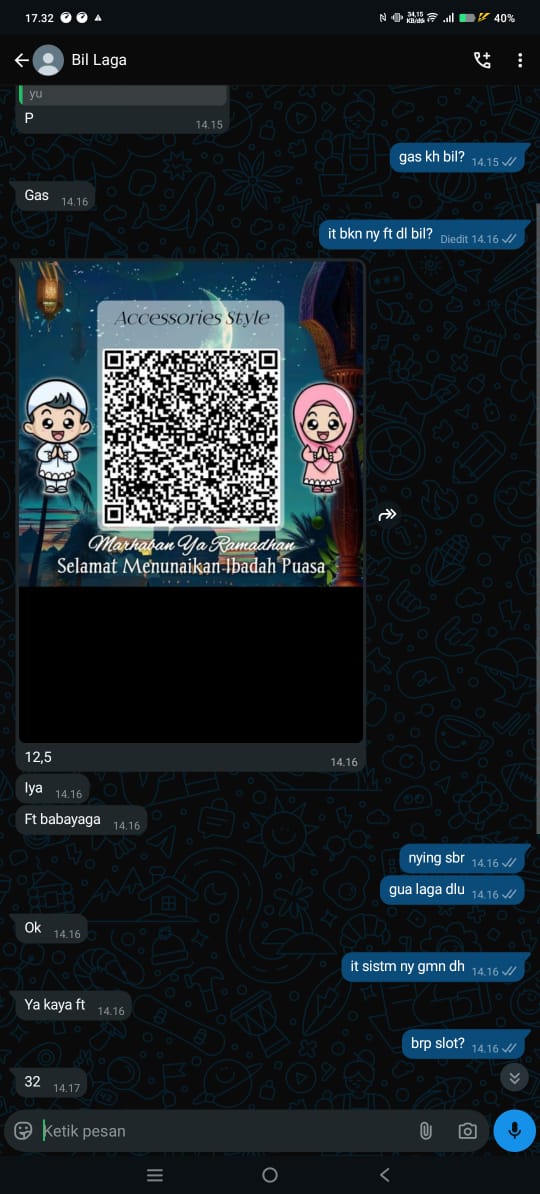 17.32
34,15
KB/dtk
40%
Bil Laga
yu
P
14.15
gas kh bil?
14.15
Gas
14.16
it bkn ny ft dl bil?
Diedit 14.16
Accessories Style
Marhaban Ya Ramadhan
Selamat Menunaikan Ibadah Puasa
12,5
14.16
Iya
14.16
Ft babayaga
14.16
nying sbr
14.16
gua laga dlu
14.16
Ok
14.16
it sistm ny gmn dh
14.16
Ya kaya ft
14.16
brp slot?
14.16
32
14.17
Ketik pesan